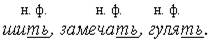 н. ф. н. ф. н. ф.
шить, замечать, гулять.